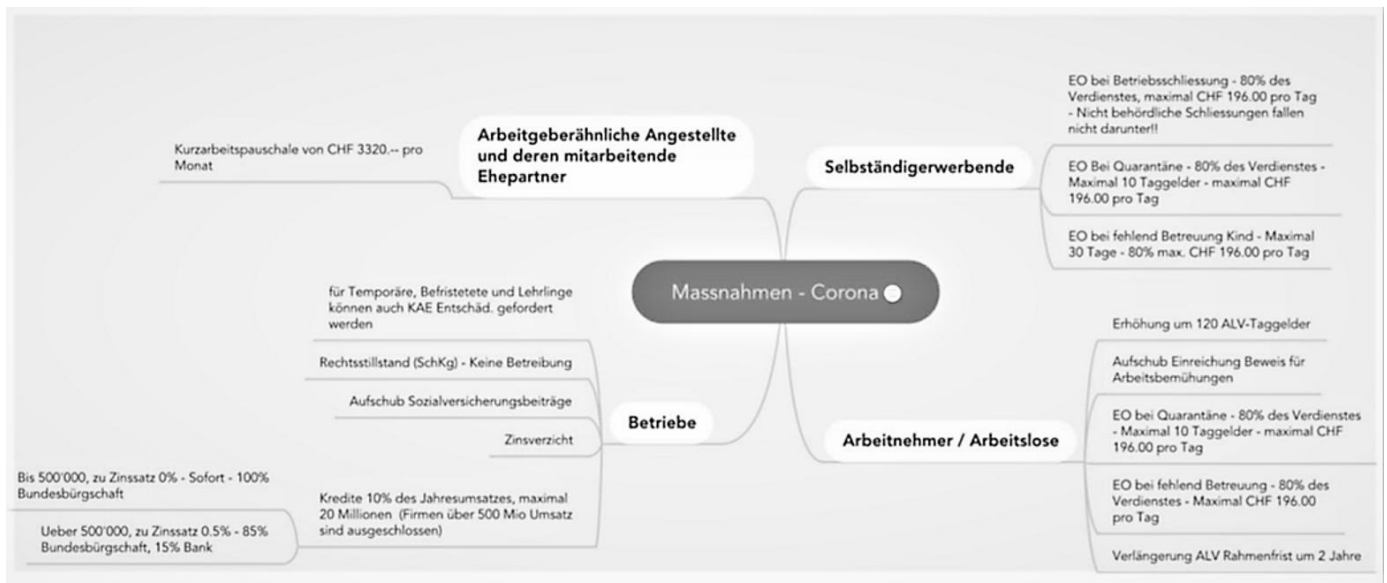 Massnahmen - Corona
Arbeitgeberähnliche Angestellte
und deren mitarbeitende
Ehepartner
Kurzarbeitspauschale von CHF 3320.-- pro
Monat
Selbständigerwerbende
EO bei Betriebsschliessung - 80% des
Verdienstes, maximal CHF 196.00 pro Tag
- Nicht behördliche Schliessungen fallen
nicht darunter!!
EO Bei Quarantäne - 80% des Verdienstes -
Maximal 10 Taggelder - maximal CHF
196.00 pro Tag
EO bei fehlend Betreuung Kind - Maximal
30 Tage - 80% max. CHF 196.00 pro Tag
Betriebe
für Temporäre, Befristetete und Lehrlinge
können auch KAE Entschäd. gefordert
werden
Rechtsstillstand (SchKg) - Keine Betreibung
Aufschub Sozialversicherungsbeiträge
Zinsverzicht
Kredite 10% des Jahresumsatzes, maximal
20 Millionen (Firmen über 500 Mio Umsatz
sind ausgeschlossen)
Bis 500'000, zu Zinssatz 0% - Sofort - 100%
Bundesbürgschaft
Ueber 500'000, zu Zinssatz 0.5% - 85%
Bundesbürgschaft, 15% Bank
Arbeitnehmer / Arbeitslose
Erhöhung um 120 ALV-Taggelder
Aufschub Einreichung Beweis für
Arbeitsbemühungen
EO bei Quarantäne - 80% des Verdienstes
- Maximal 10 Taggelder - maximal CHF
196.00 pro Tag
EO bei fehlend Betreuung - 80% des
Verdienstes - Maximal CHF 196.00
pro Tag
Verlängerung ALV Rahmenfrist um 2 Jahre